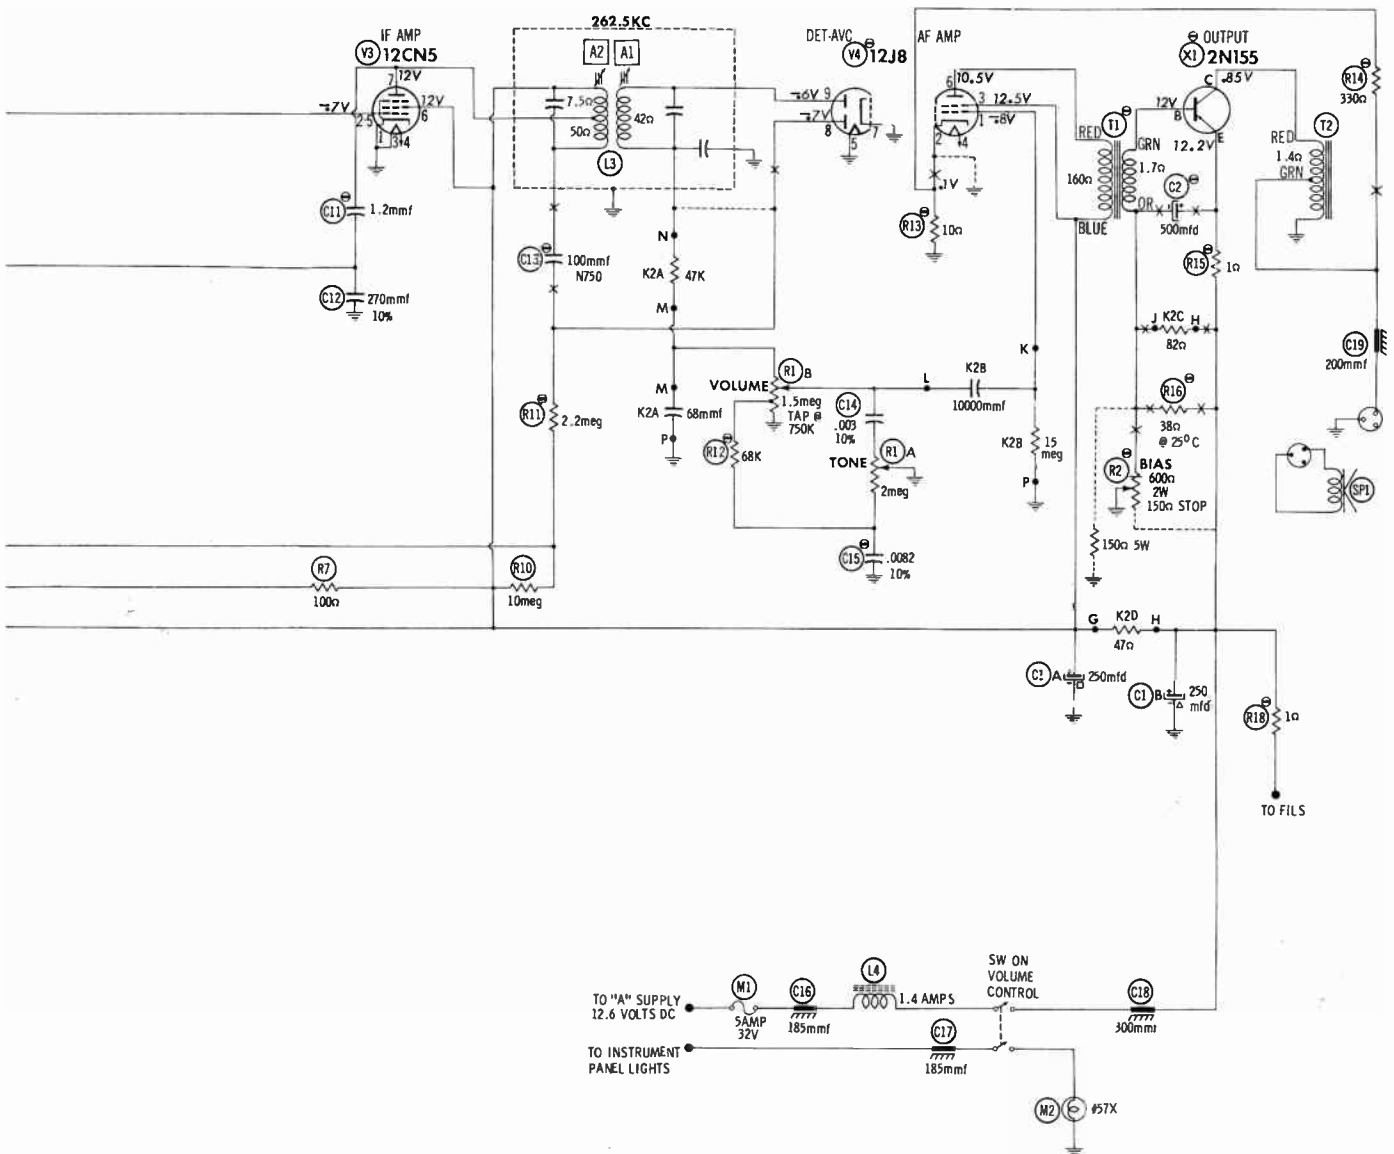 262.5KC
IF AMP
V3 12CN5
7 12V
-.7V
2-5
12V
6
1
3 4
A2 A1
7.5Ω
50Ω
42Ω
L3
DET-AVC
V4 12J8
-.6V 9
-.7V
8
7
5
AF AMP
6 10.5V
3 12.5V
1 -.8V
2 4
.1V
R13
10Ω
OUTPUT
X1 2N155
C .85V
12V
B
12.2V
E
T1
RED
160Ω
BLUE
GRN
1.7Ω
OR
C2
500mfd
T2
RED
1.4Ω
GRN
R14
330Ω
R15
1Ω
C11
1.2mmf
C12
270mmf
10%
C13
100mmf
N750
N
K2A 47K
M
M
K2A 68mmf
P
J K2C H
82Ω
C19
200mmf
K
VOLUME
R1 B
1.5meg
TAP @
750K
L
K2B
10000mmf
C14
.003
10%
R11
2.2meg
R12
68K
TONE
R1 A
2meg
K2B
15
meg
P
R16
38Ω
@ 25°C
R2
BIAS
600Ω
2W
150Ω STOP
SP1
150Ω 5W
C15
.0082
10%
R7
100Ω
R10
10meg
G K2D H
47Ω
C1 A 250mfd
C1 B 250
mfd
R18
1Ω
TO FILS
TO "A" SUPPLY
12.6 VOLTS DC
M1
5AMP
32V
C16
185mmf
L4
1.4 AMPS
SW ON
VOLUME
CONTROL
C18
300mmf
TO INSTRUMENT
PANEL LIGHTS
C17
185mmf
M2
#57X